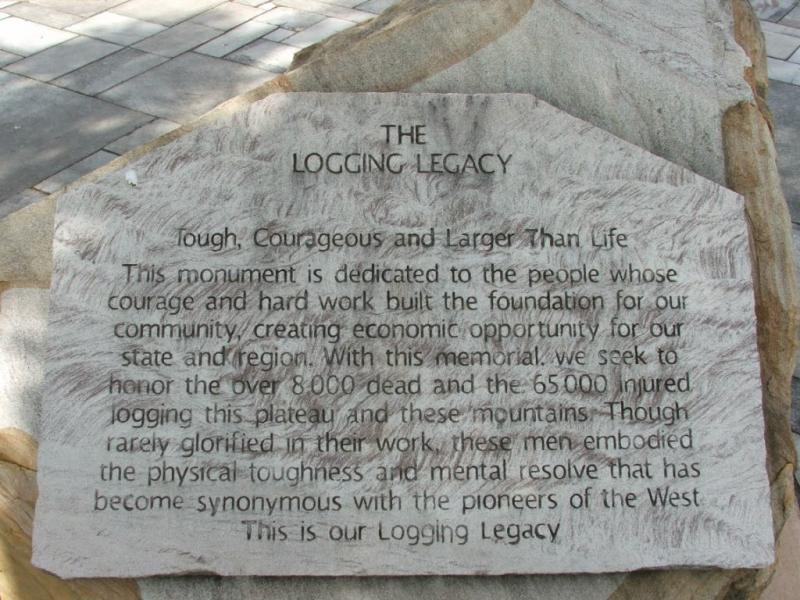 THE
LOGGING LEGACY
Tough, Courageous and Larger Than Life
This monument is dedicated to the people whose
courage and hard work built the foundation for our
community, creating economic opportunity for our
state and region. With this memorial, we seek to
honor the over 8,000 dead and the 65,000 injured
logging this plateau and these mountains. Though
rarely glorified in their work, these men embodied
the physical toughness and mental resolve that has
become synonymous with the pioneers of the West
This is our Logging Legacy